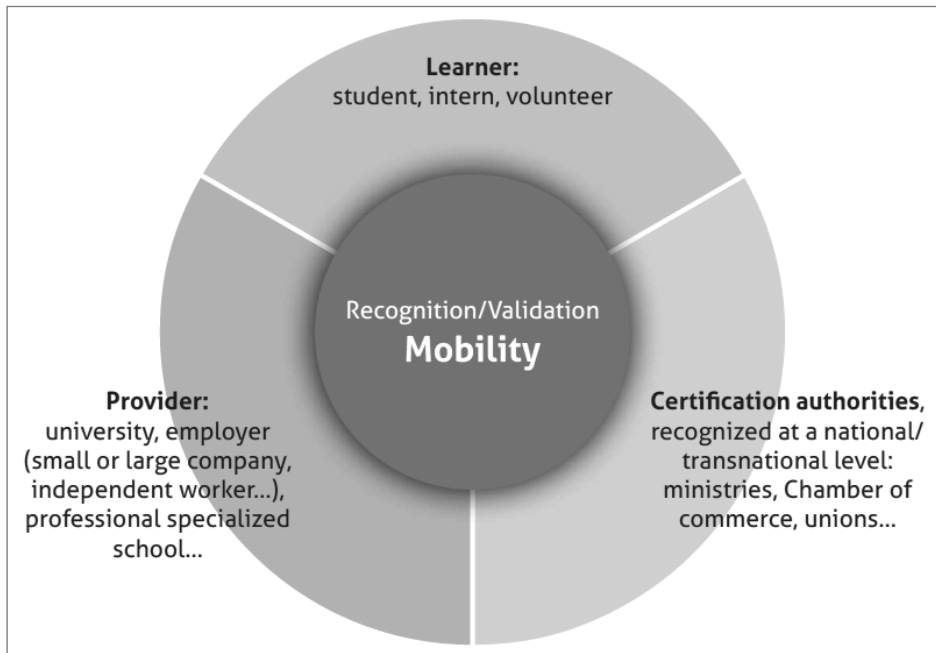 Learner:
student, intern, volunteer
Recognition/Validation
Mobility
Provider:
university, employer
(small or large company,
independent worker...),
professional specialized
school...
Certification authorities,
recognized at a national/
transnational level:
ministries, Chamber of
commerce, unions...